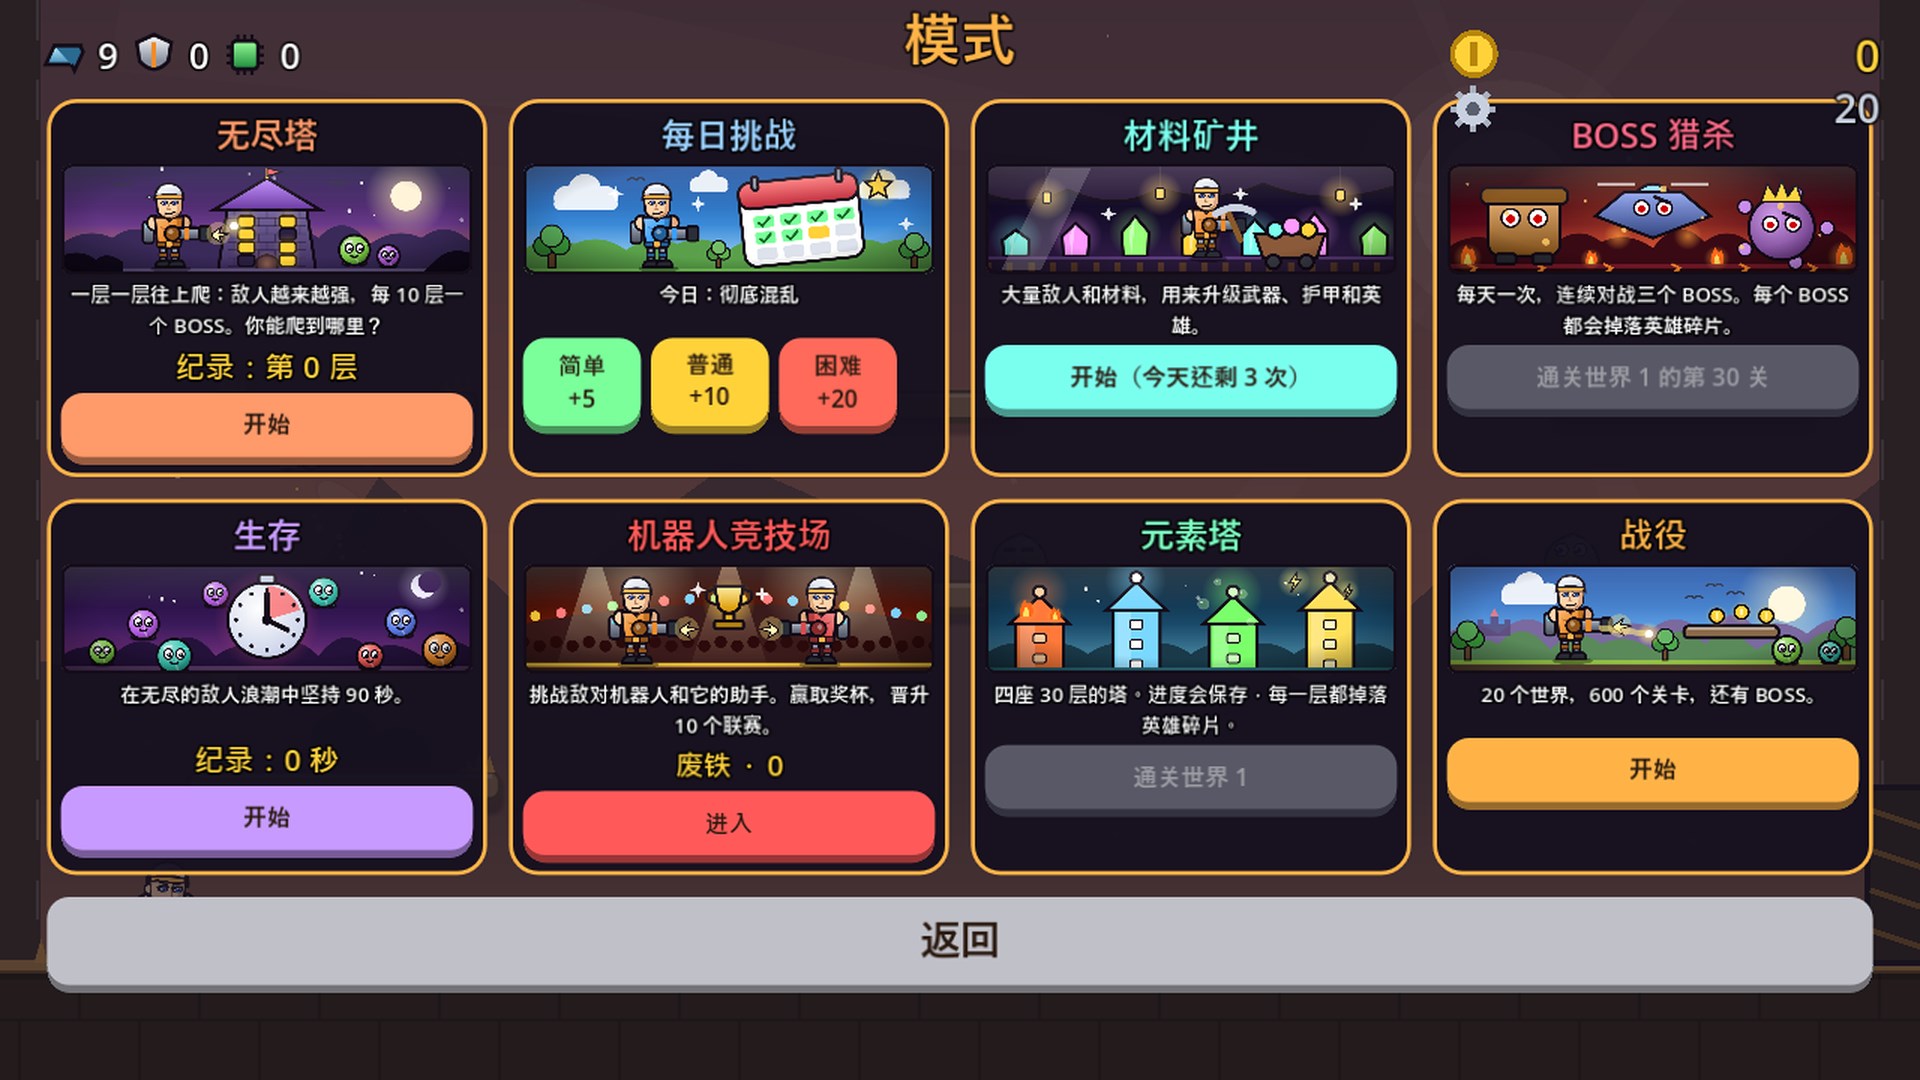 模式
9 0 0
0
20
无尽塔
一层一层往上爬：敌人越来越强，每 10 层一
个 BOSS。你能爬到哪里？
纪录：第 0 层
开始
每日挑战
今日：彻底混乱
简单
+5
普通
+10
困难
+20
材料矿井
大量敌人和材料，用来升级武器、护甲和英
雄。
开始（今天还剩 3 次）
BOSS 猎杀
每天一次，连续对战三个 BOSS。每个 BOSS
都会掉落英雄碎片。
通关世界 1 的第 30 关
生存
在无尽的敌人浪潮中坚持 90 秒。
纪录：0 秒
开始
机器人竞技场
挑战敌对机器人和它的助手。赢取奖杯，晋升
10 个联赛。
废铁 · 0
进入
元素塔
四座 30 层的塔。进度会保存 · 每一层都掉落
英雄碎片。
通关世界 1
战役
20 个世界，600 个关卡，还有 BOSS。
开始
返回